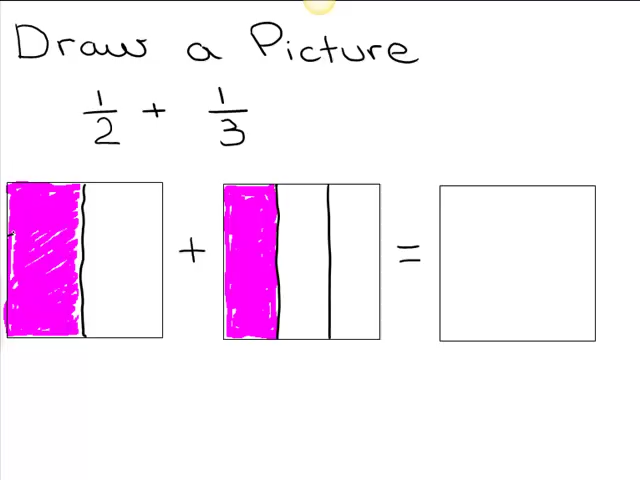 Draw a Picture
1/2 + 1/3
+ =